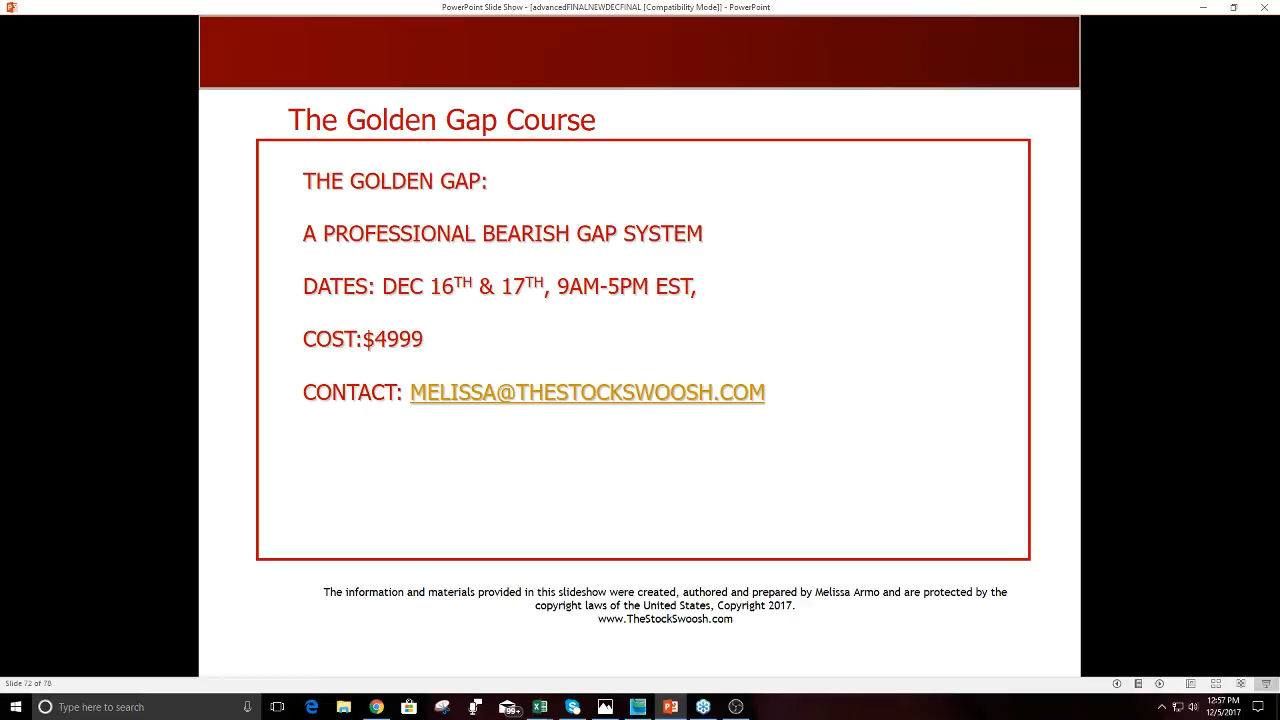 PowerPoint Slide Show - [advancedFINALNEWDECFINAL [Compatibility Mode]] - PowerPoint
The Golden Gap Course
THE GOLDEN GAP:
A PROFESSIONAL BEARISH GAP SYSTEM
DATES: DEC 16TH & 17TH, 9AM-5PM EST,
COST:$4999
CONTACT: MELISSA@THESTOCKSWOOSH.COM
The information and materials provided in this slideshow were created, authored and prepared by Melissa Armo and are protected by the
copyright laws of the United States, Copyright 2017.
www.TheStockSwoosh.com
Slide 72 of 78
Type here to search
99+
12:57 PM
12/5/2017